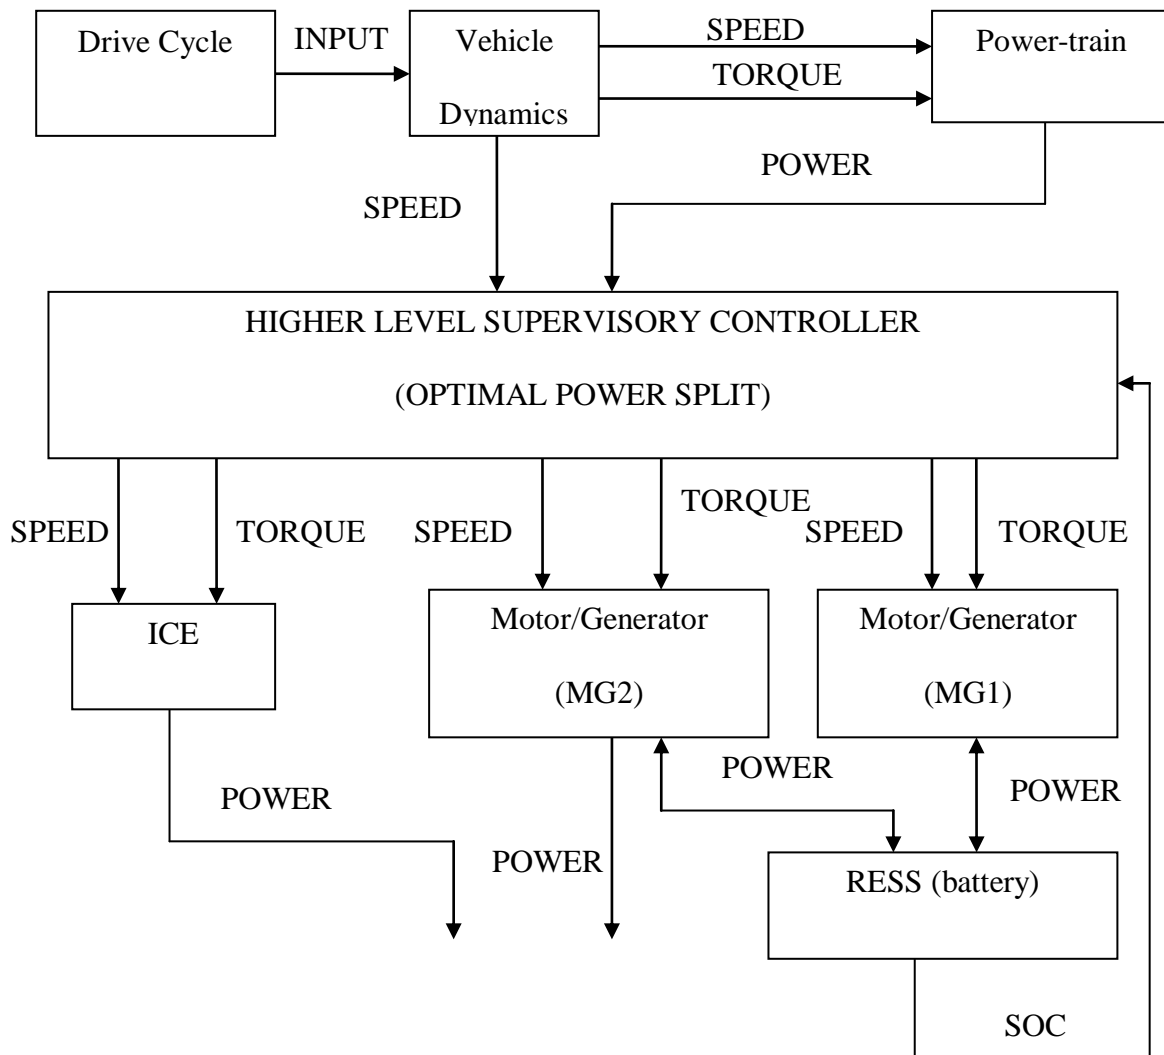 Drive Cycle
INPUT
Vehicle
Dynamics
SPEED
TORQUE
Power-train
SPEED
POWER
HIGHER LEVEL SUPERVISORY CONTROLLER
(OPTIMAL POWER SPLIT)
SPEED
TORQUE
SPEED
TORQUE
SPEED
TORQUE
ICE
Motor/Generator
(MG2)
Motor/Generator
(MG1)
POWER
POWER
POWER
POWER
RESS (battery)
SOC